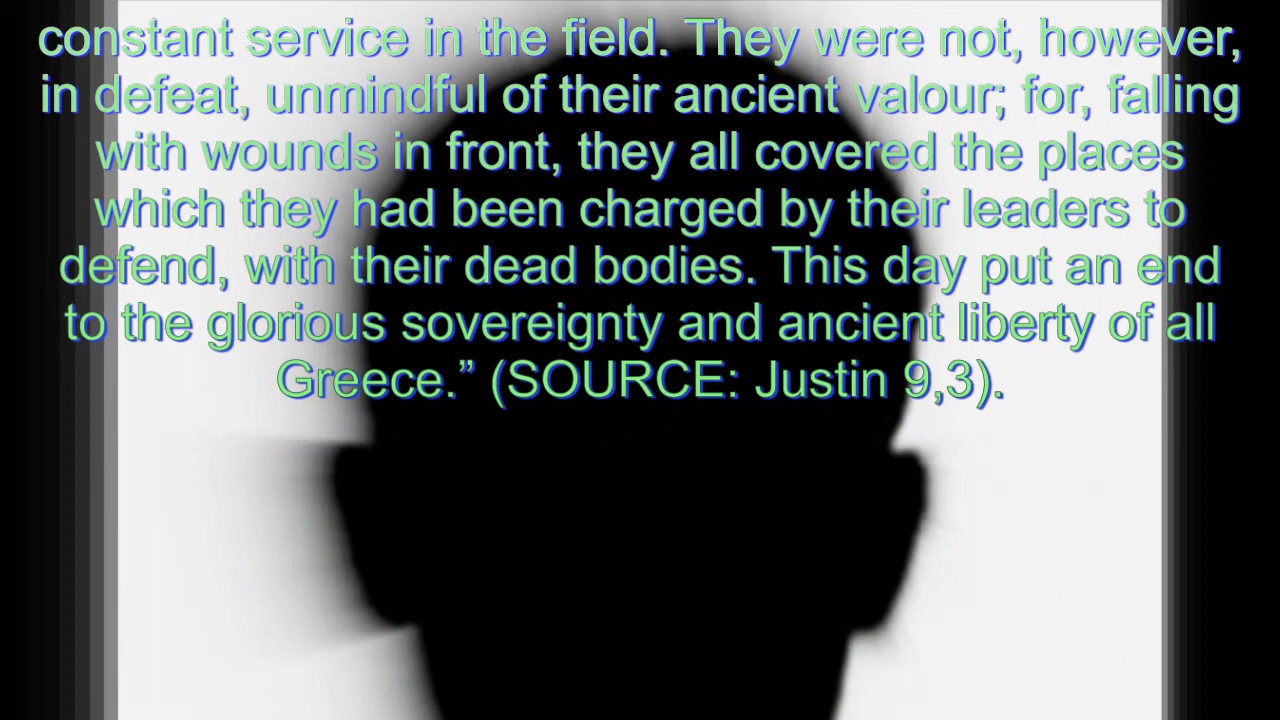 constant service in the field. They were not, however,
in defeat, unmindful of their ancient valour; for, falling
with wounds in front, they all covered the places
which they had been charged by their leaders to
defend, with their dead bodies. This day put an end
to the glorious sovereignty and ancient liberty of all
Greece.” (SOURCE: Justin 9,3).